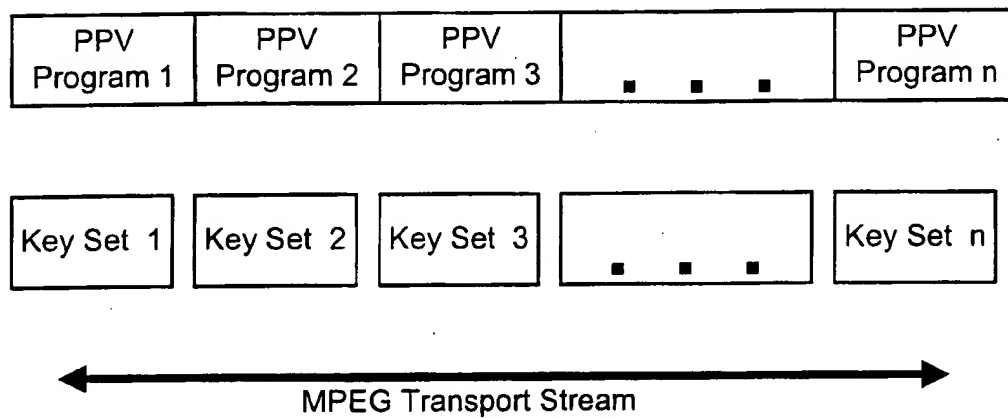 PPV
Program 1
PPV
Program 2
PPV
Program 3
. . .
PPV
Program n
Key Set 1
Key Set 2
Key Set 3
. . .
Key Set n
MPEG Transport Stream